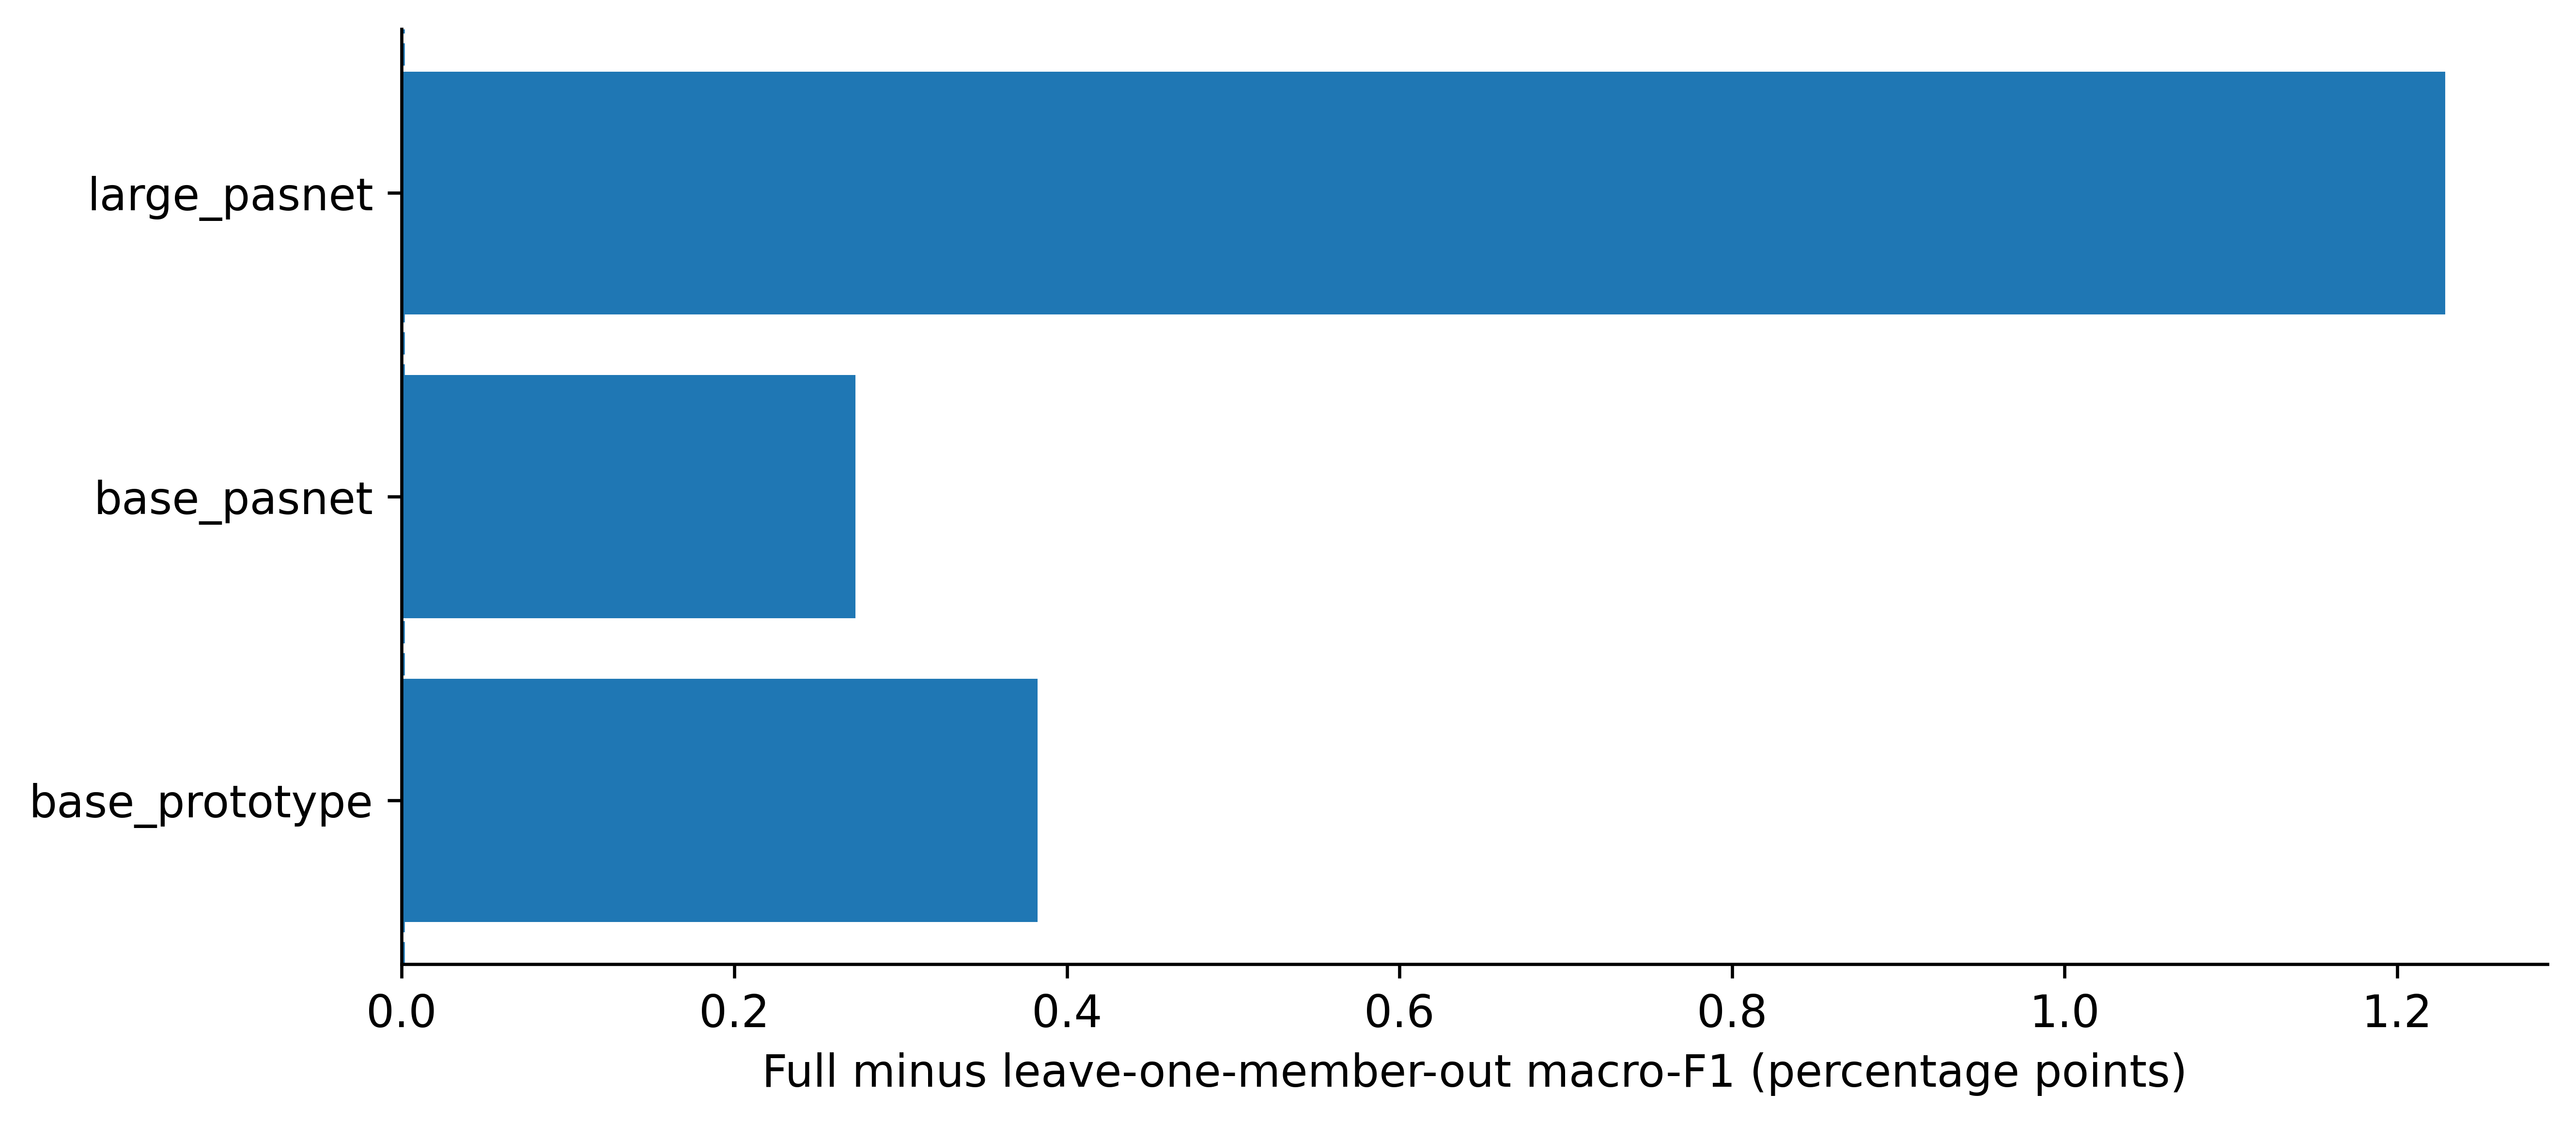 large_pasnet
base_pasnet
base_prototype
0.0 0.2 0.4 0.6 0.8 1.0 1.2
Full minus leave-one-member-out macro-F1 (percentage points)